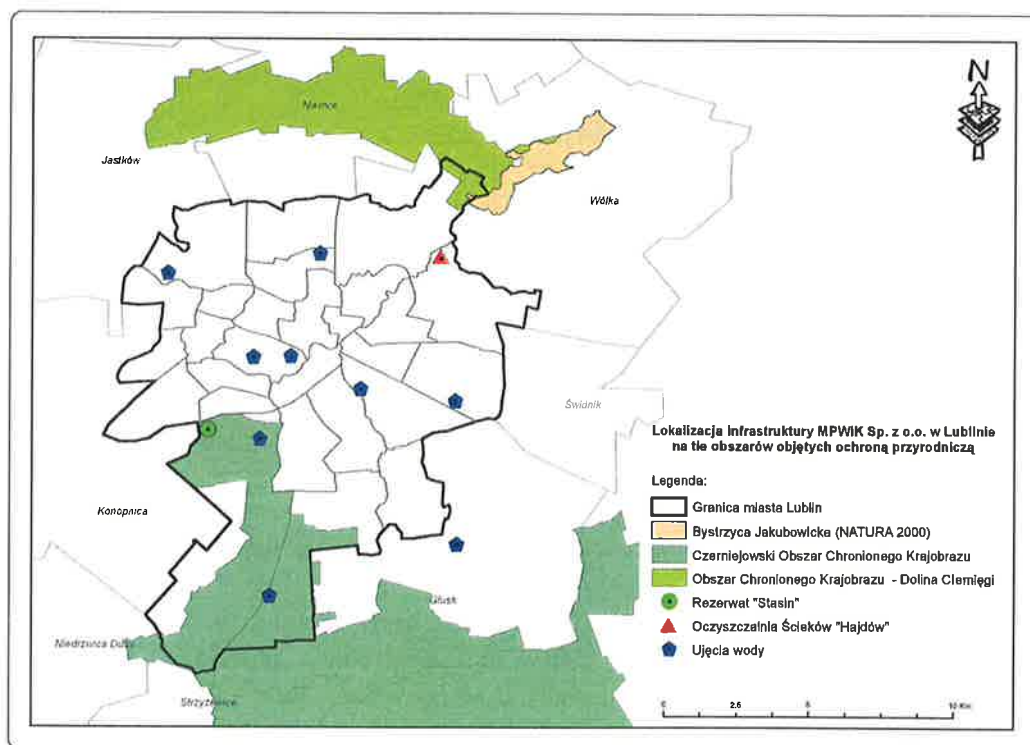 N
Niemce
Jastków
Wólka
Świdnik
Konopnica
Głusk
Niedrzwica Duża
Strzyżewice
Lokalizacja Infrastruktury MPWiK Sp. z o.o. w Lublinie
na tle obszarów objętych ochroną przyrodniczą
Legenda:
Granica miasta Lublin
Bystrzyca Jakubowicka (NATURA 2000)
Czerniejowski Obszar Chronionego Krajobrazu
Obszar Chronionego Krajobrazu - Dolina Ciemięgi
Rezerwat "Stasin"
Oczyszczalnia Ścieków "Hajdów"
Ujęcia wody
0 2.5 5 10 Km